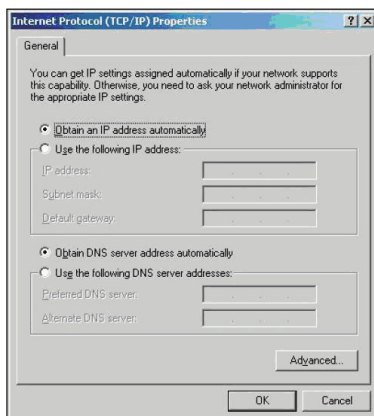 Internet Protocol (TCP/IP) Properties
General
You can get IP settings assigned automatically if your network supports
this capability. Otherwise, you need to ask your network administrator for
the appropriate IP settings.
Obtain an IP address automatically
Use the following IP address:
IP address:
Subnet mask:
Default gateway:
Obtain DNS server address automatically
Use the following DNS server addresses:
Preferred DNS server:
Alternate DNS server:
Advanced...
OK
Cancel